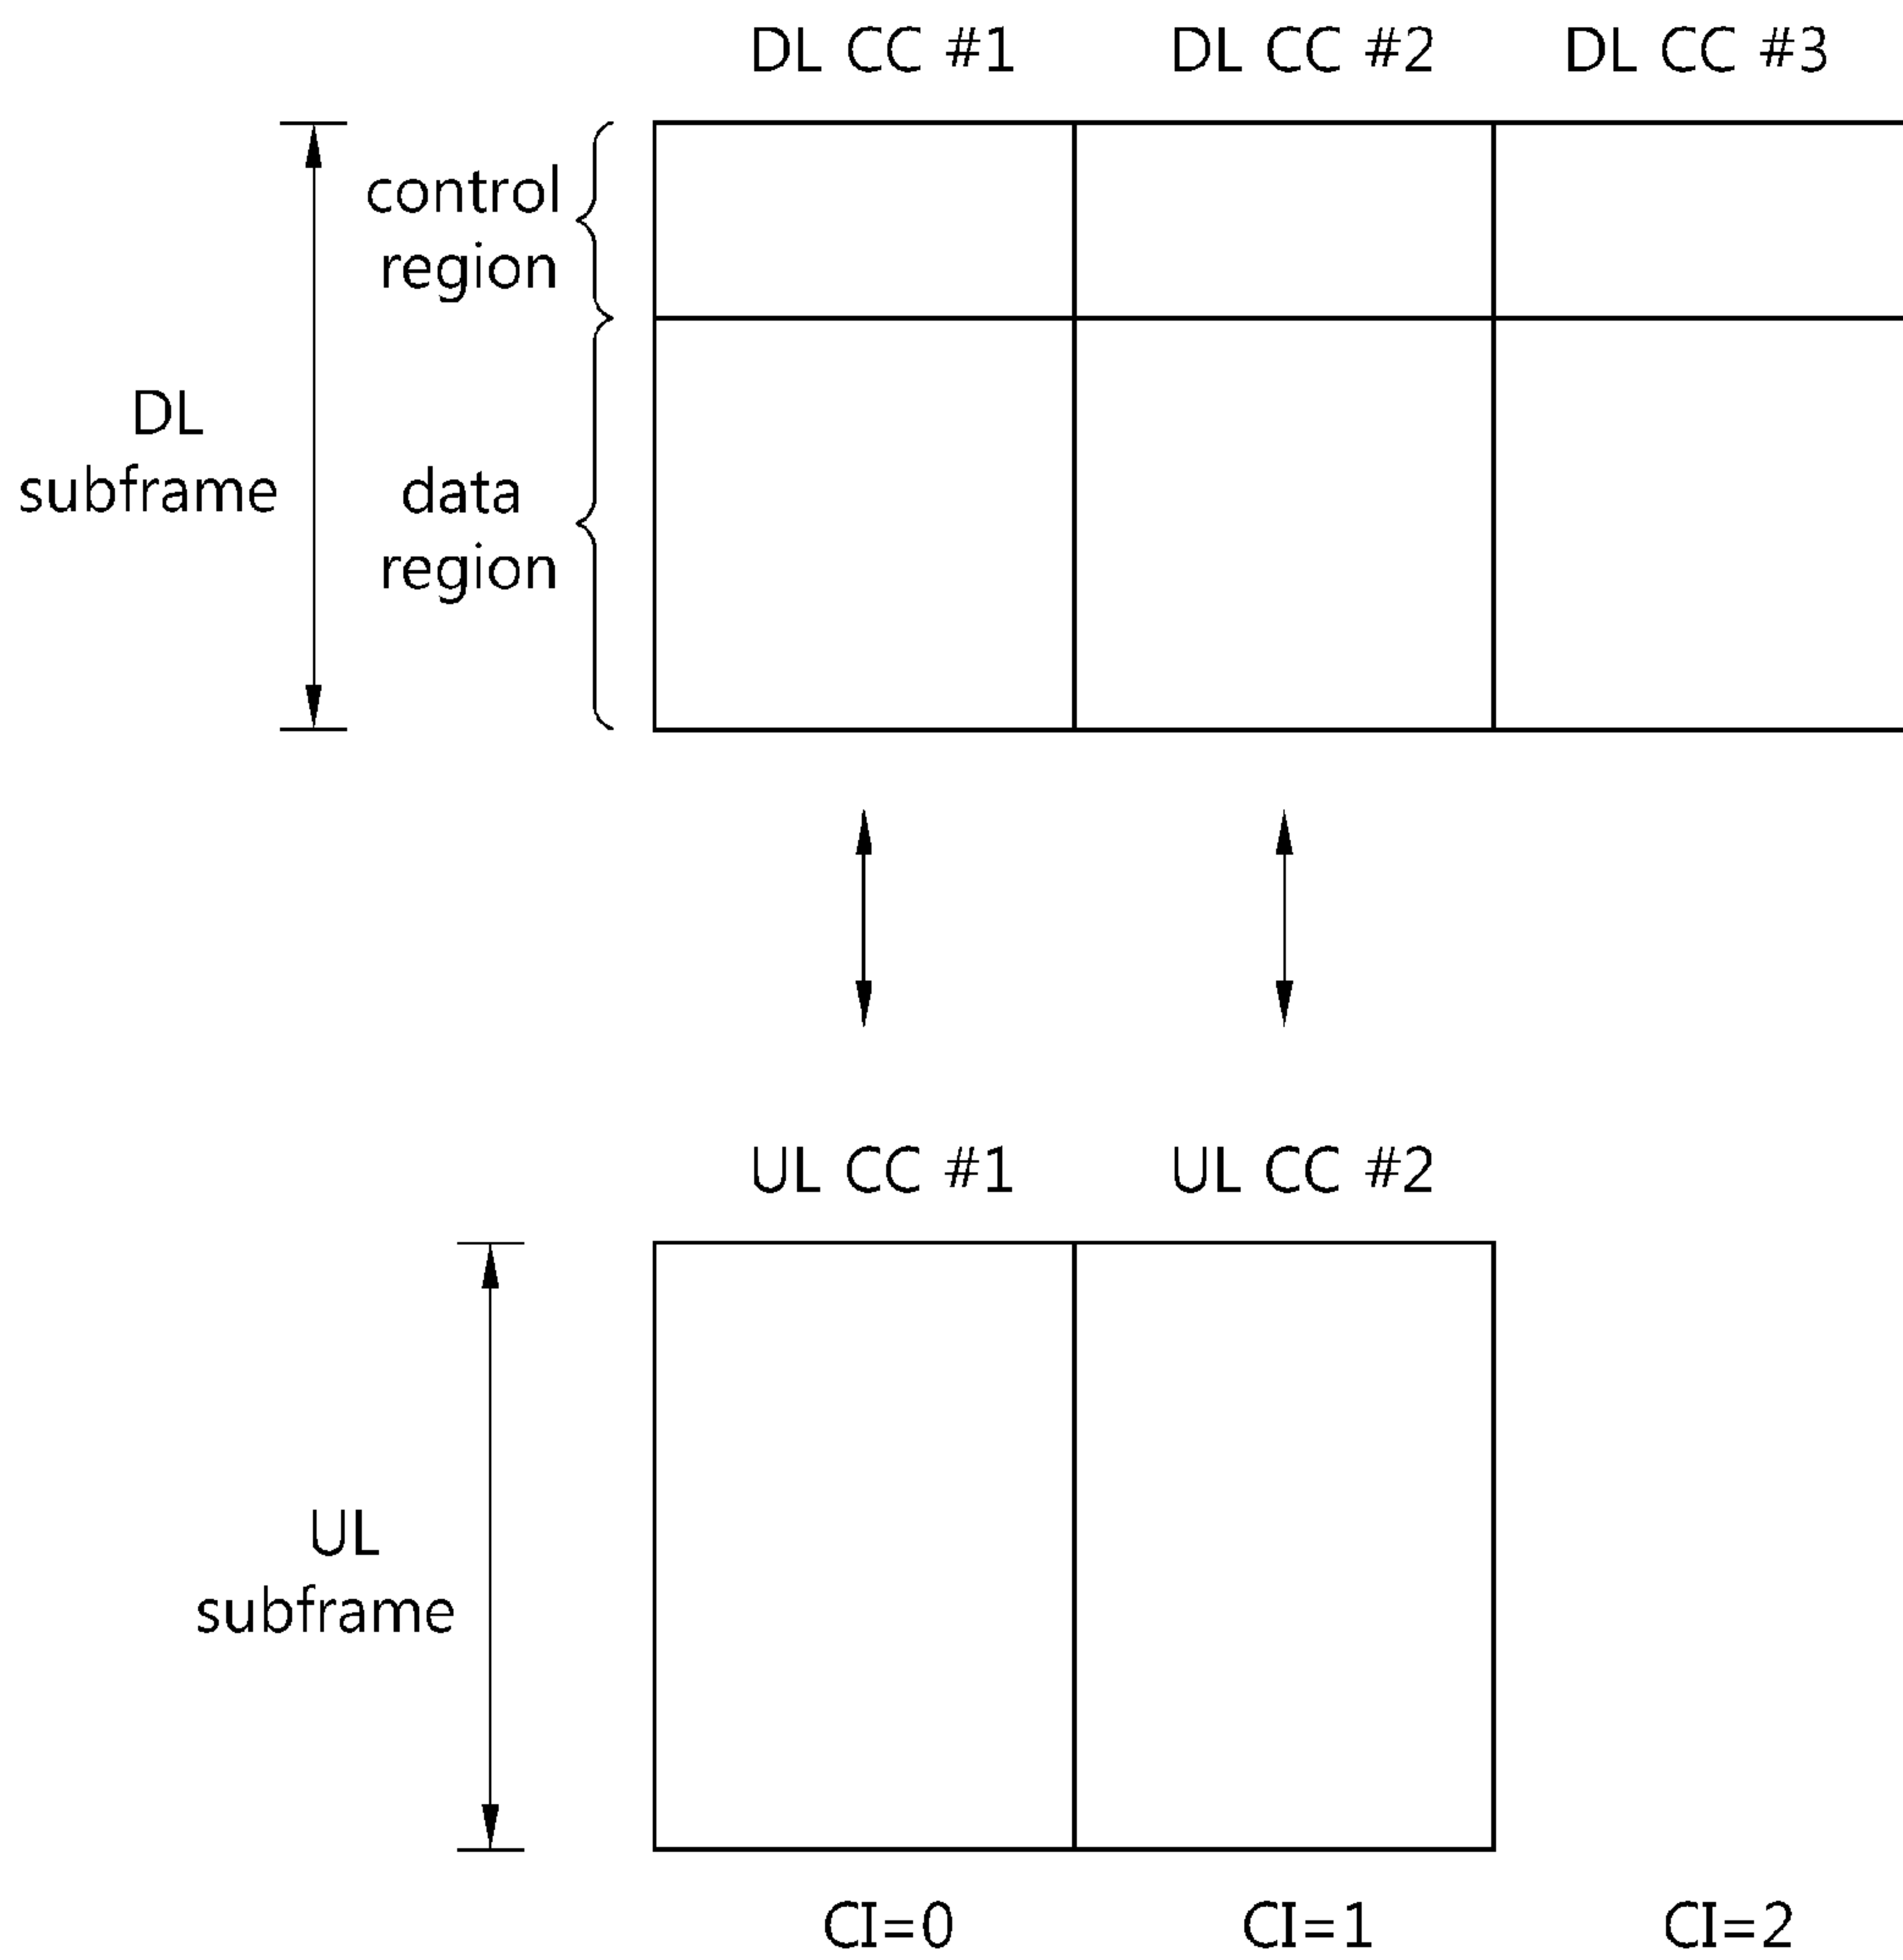 DL CC #1 DL CC #2 DL CC #3
control
region
DL
subframe
data
region
UL CC #1 UL CC #2
UL
subframe
CI=0 CI=1 CI=2